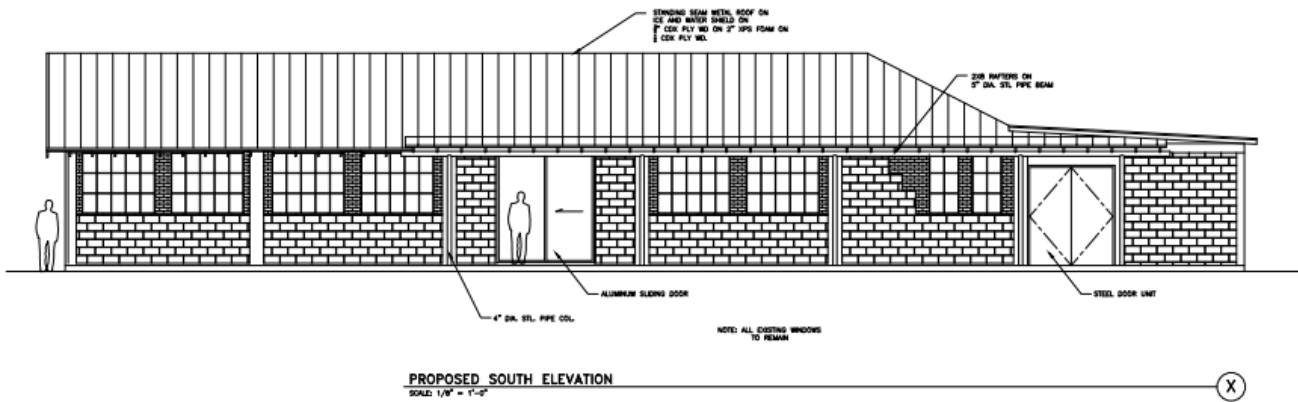 STANDING SEAM METAL ROOF ON
ICE AND WATER SHIELD ON
CDX PLY WD ON 2" XPS FOAM ON
CDX PLY WD.
2X8 RAFTERS ON
5" DIA. STL PIPE BEAM
ALUMINUM SLIDING DOOR
STEEL DOOR UNIT
4" DIA. STL. PIPE COL.
NOTE: ALL EXISTING WINDOWS
TO REMAIN
PROPOSED SOUTH ELEVATION
SCALE: 1/8" = 1'-0"
X